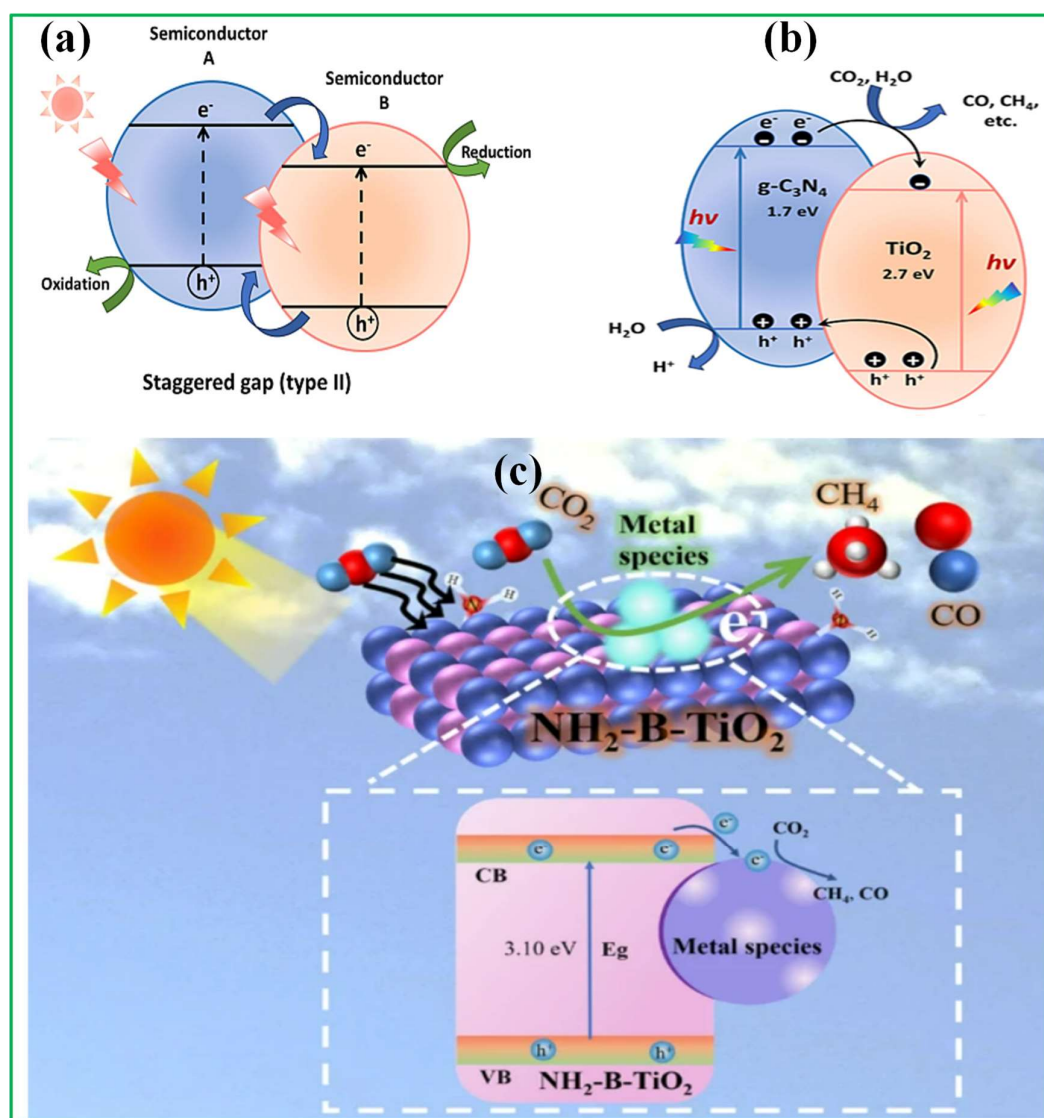 (a)
Semiconductor
A
Semiconductor
B
e⁻
e⁻
Reduction
Oxidation
h⁺
h⁺
Staggered gap (type II)
(b)
CO₂, H₂O
CO, CH₄,
etc.
e⁻ e⁻
g-C₃N₄
1.7 eV
hν
TiO₂
2.7 eV
hν
H₂O
h⁺ h⁺
H⁺
h⁺ h⁺
(c)
CO₂
Metal
species
CH₄
CO
H
H
H
H
e⁻
NH₂-B-TiO₂
e⁻
e⁻ e⁻
e⁻
CO₂
CB
CH₄, CO
3.10 eV Eg
Metal species
h⁺ h⁺
VB NH₂-B-TiO₂